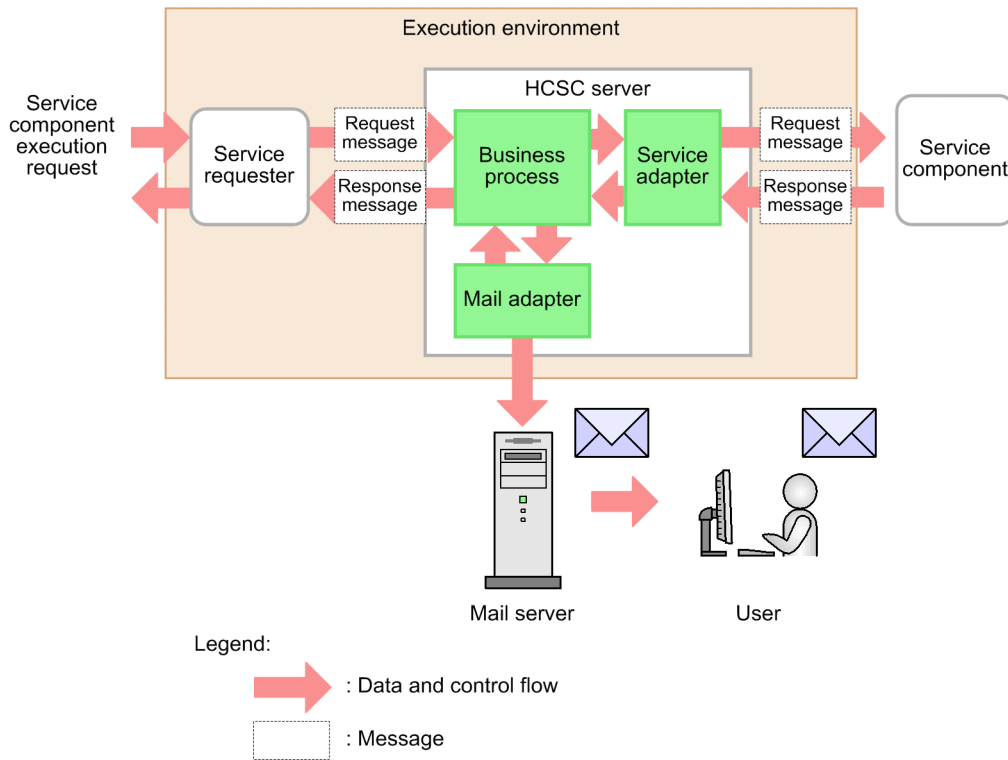 Execution environment
HCSC server
Service
component
execution
request
Service
requester
Request
message
Response
message
Business
process
Service
adapter
Request
message
Response
message
Service
component
Mail adapter
Mail server
User
Legend:
: Data and control flow
: Message